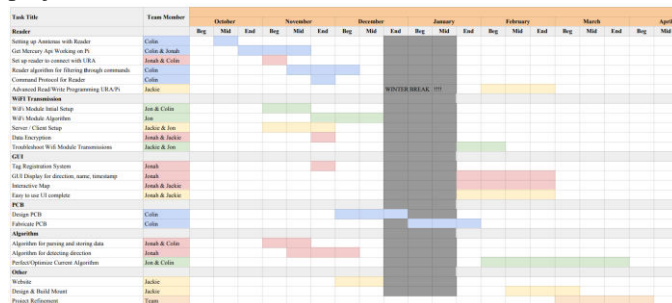 Task Title Team Member
October November December January February March April
Reader Beg Mid End Beg Mid End Beg Mid End Beg Mid End Beg Mid End Beg Mid End Beg Mid
Setting up Antennas with Reader Colin
Get Mercury Api Working on Pi Colin & Jonah
Set up reader to connect with URA Jonah & Colin
Reader algorithm for filtering through commands Colin
Command Protocol for Reader Colin
Advanced Read/Write Programming URA/Pi Jackie WINTER BREAK !!!!
WiFI Transmission
Wifi Module Intial Setup Jon & Colin
Wifi Module Algorithm Jon
Server / Client Setup Jackie & Jon
Data Encryption Jonah & Jackie
Troubleshoot Wifi Module Transmissions Jackie & Jon
GUI
Tag Registration System Jonah
GUI Display for direction, name, timestamp Jonah
Interactive Map Jonah & Jackie
Easy to use UI complete Jonah & Jackie
PCB
Design PCB Colin
Fabricate PCB Colin
Algorithm
Algorithm for parsing and storing data Jonah & Colin
Algorithm for detecting direction Jonah
Perfect/Optimize Current Algorithm Jon & Colin
Other
Website Jackie
Design & Build Mount Jackie
Project Refinement Team